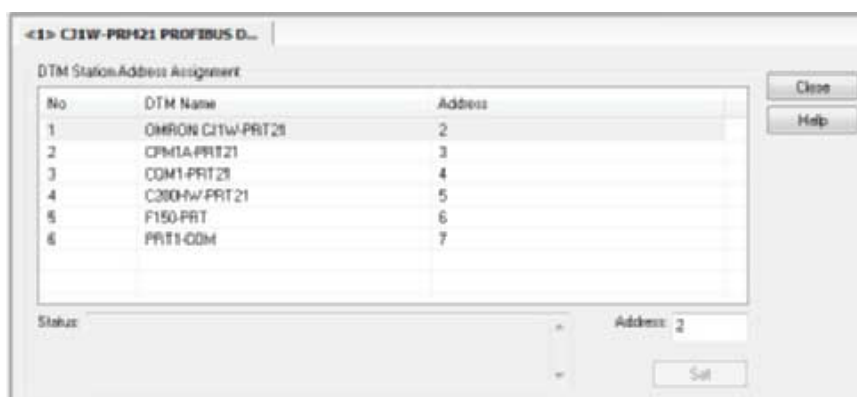 <1> CJ1W-PRM21 PROFIBUS D...
DTM Station Address Assignment
Close
Help
No DTM Name Address
1 OMRON CJ1W-PRT21 2
2 CPM1A-PRT21 3
3 CQM1-PRT21 4
4 C200HW-PRT21 5
5 F150-PRT 6
6 PRT1-COM 7
Status:
Address: 2
Set